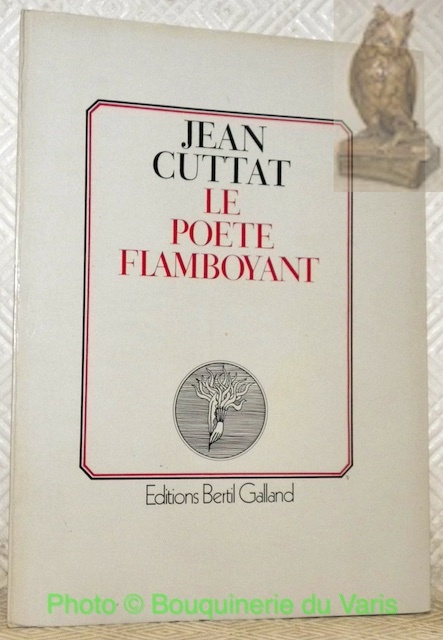 JEAN
CUTTAT
LE
POETE
FLAMBOYANT
Editions Bertil Galland
Photo © Bouquinerie du Varis